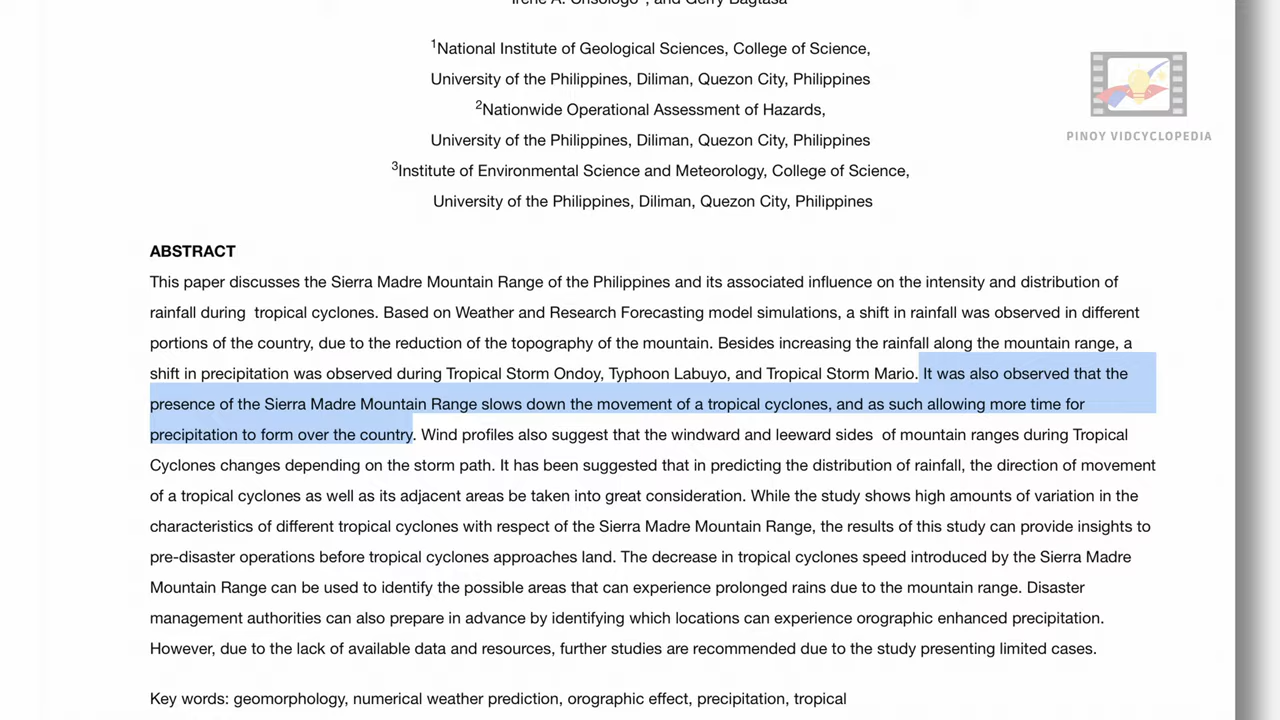 Irene A. Crisologo , and Gerry Bagtasa
1National Institute of Geological Sciences, College of Science,
University of the Philippines, Diliman, Quezon City, Philippines
2Nationwide Operational Assessment of Hazards,
University of the Philippines, Diliman, Quezon City, Philippines
3Institute of Environmental Science and Meteorology, College of Science,
University of the Philippines, Diliman, Quezon City, Philippines
PINOY VIDCYCLOPEDIA
ABSTRACT
This paper discusses the Sierra Madre Mountain Range of the Philippines and its associated influence on the intensity and distribution of
rainfall during  tropical cyclones. Based on Weather and Research Forecasting model simulations, a shift in rainfall was observed in different
portions of the country, due to the reduction of the topography of the mountain. Besides increasing the rainfall along the mountain range, a
shift in precipitation was observed during Tropical Storm Ondoy, Typhoon Labuyo, and Tropical Storm Mario. It was also observed that the
presence of the Sierra Madre Mountain Range slows down the movement of a tropical cyclones, and as such allowing more time for
precipitation to form over the country. Wind profiles also suggest that the windward and leeward sides  of mountain ranges during Tropical
Cyclones changes depending on the storm path. It has been suggested that in predicting the distribution of rainfall, the direction of movement
of a tropical cyclones as well as its adjacent areas be taken into great consideration. While the study shows high amounts of variation in the
characteristics of different tropical cyclones with respect of the Sierra Madre Mountain Range, the results of this study can provide insights to
pre-disaster operations before tropical cyclones approaches land. The decrease in tropical cyclones speed introduced by the Sierra Madre
Mountain Range can be used to identify the possible areas that can experience prolonged rains due to the mountain range. Disaster
management authorities can also prepare in advance by identifying which locations can experience orographic enhanced precipitation.
However, due to the lack of available data and resources, further studies are recommended due to the study presenting limited cases.
Key words: geomorphology, numerical weather prediction, orographic effect, precipitation, tropical